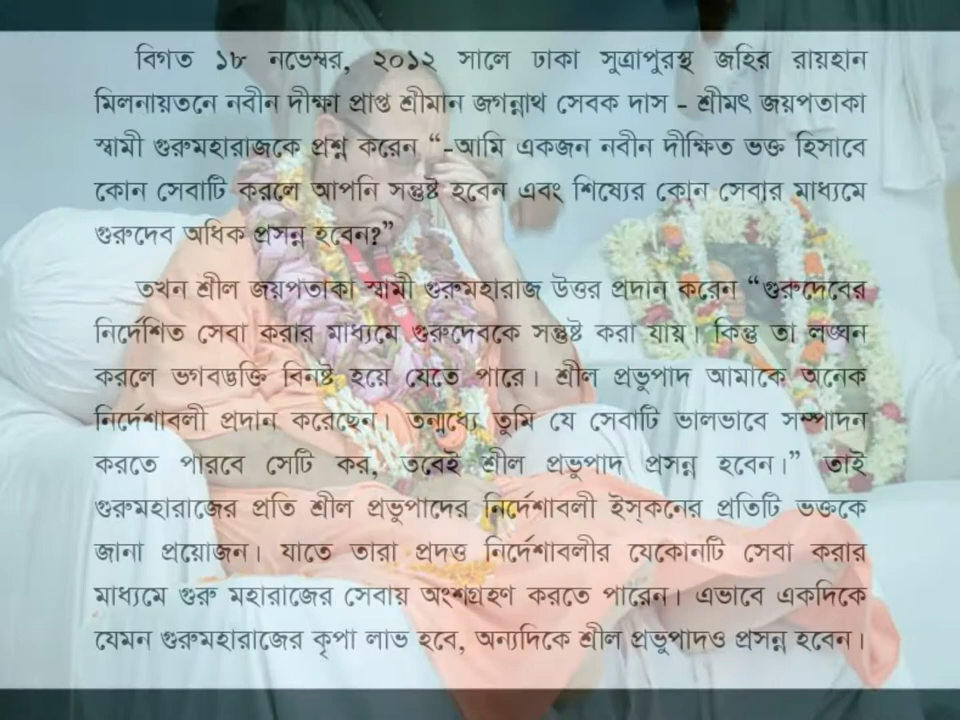 বিগত ১৮ নভেম্বর, ২০১২ সালে ঢাকা সুত্রাপুরস্থ জহির রায়হান
মিলনায়তনে নবীন দীক্ষা প্রাপ্ত শ্রীমান জগন্নাথ সেবক দাস - শ্রীমৎ জয়পতাকা
স্বামী গুরুমহারাজকে প্রশ্ন করেন “-আমি একজন নবীন দীক্ষিত ভক্ত হিসাবে
কোন সেবাটি করলে আপনি সন্তুষ্ট হবেন এবং শিষ্যের কোন সেবার মাধ্যমে
গুরুদেব অধিক প্রসন্ন হবেন?”
তখন শ্রীল জয়পতাকা স্বামী গুরুমহারাজ উত্তর প্রদান করেন “গুরুদেবের
নির্দেশিত সেবা করার মাধ্যমে গুরুদেবকে সন্তুষ্ট করা যায়। কিন্তু তা লঙ্ঘন
করলে ভগবদ্ভক্তি বিনষ্ট হয়ে যেতে পারে। শ্রীল প্রভুপাদ আমাকে অনেক
নির্দেশাবলী প্রদান করেছেন। তন্মধ্যে তুমি যে সেবাটি ভালভাবে সম্পাদন
করতে পারবে সেটি কর, তবেই শ্রীল প্রভুপাদ প্রসন্ন হবেন।” তাই
গুরুমহারাজের প্রতি শ্রীল প্রভুপাদের নির্দেশাবলী ইস্‌কনের প্রতিটি ভক্তকে
জানা প্রয়োজন। যাতে তারা প্রদত্ত নির্দেশাবলীর যেকোনটি সেবা করার
মাধ্যমে গুরু মহারাজের সেবায় অংশগ্রহণ করতে পারেন। এভাবে একদিকে
যেমন গুরুমহারাজের কৃপা লাভ হবে, অন্যদিকে শ্রীল প্রভুপাদও প্রসন্ন হবেন।